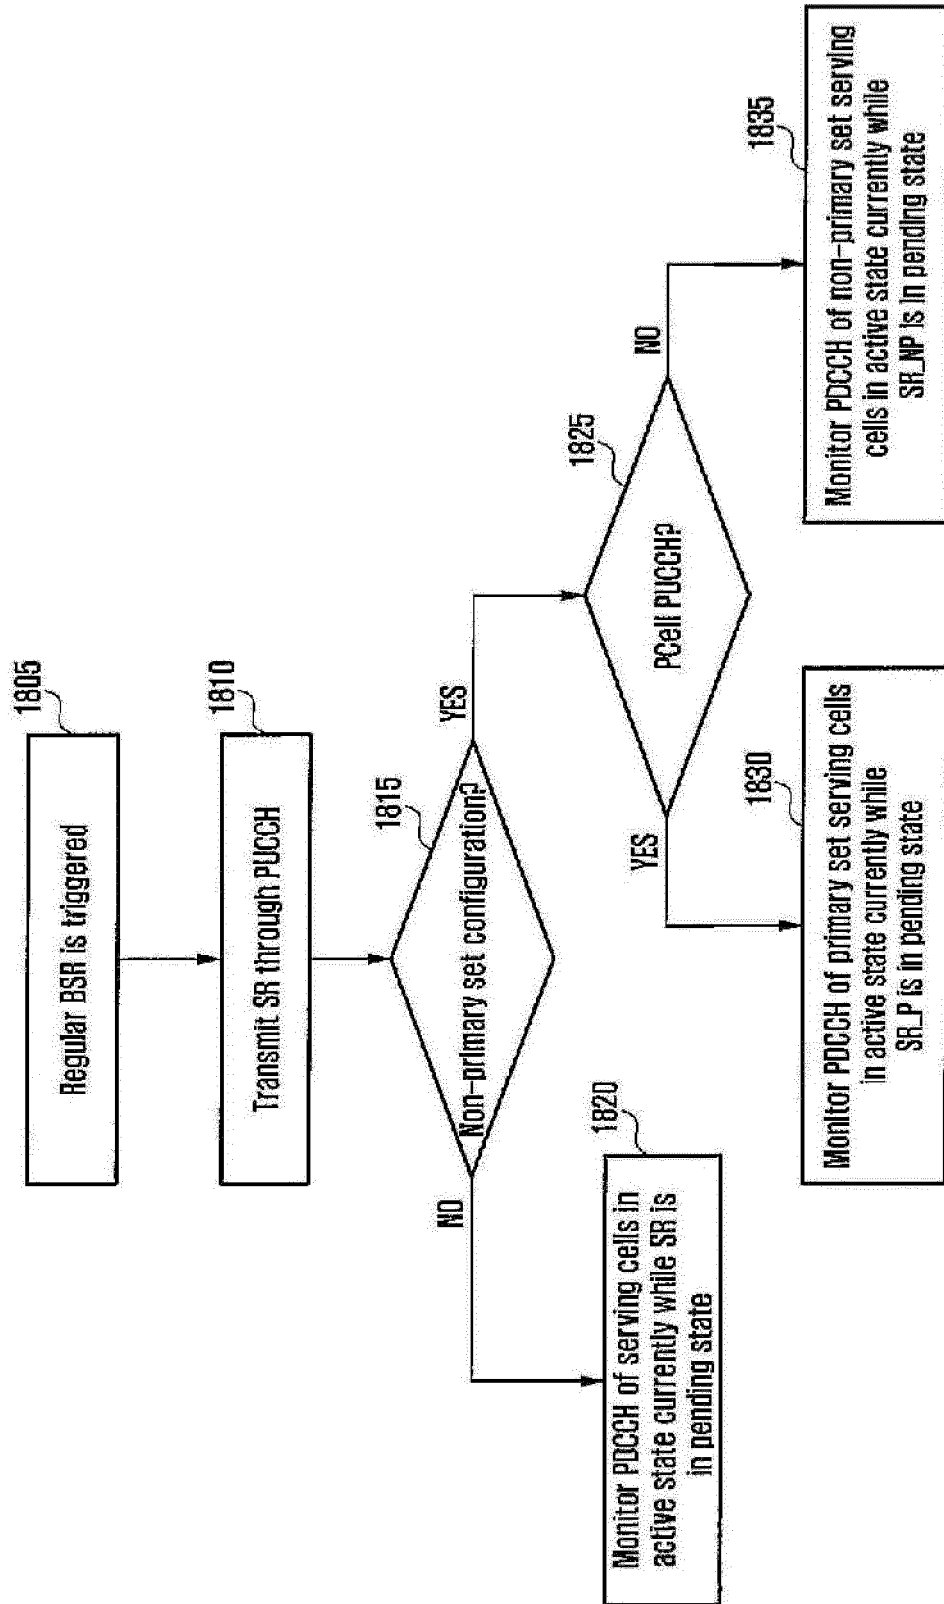 1805
Regular BSR is triggered
1810
Transmit SR through PUCCH
1815
Non-primary set configuration?
NO
YES
1820
Monitor PDCCH of serving cells in
active state currently while SR is
in pending state
1825
PCell PUCCH?
YES
NO
1830
Monitor PDCCH of primary set serving cells
in active state currently while
SR_P is in pending state
1835
Monitor PDCCH of non-primary set serving
cells in active state currently while
SR_NP is in pending state